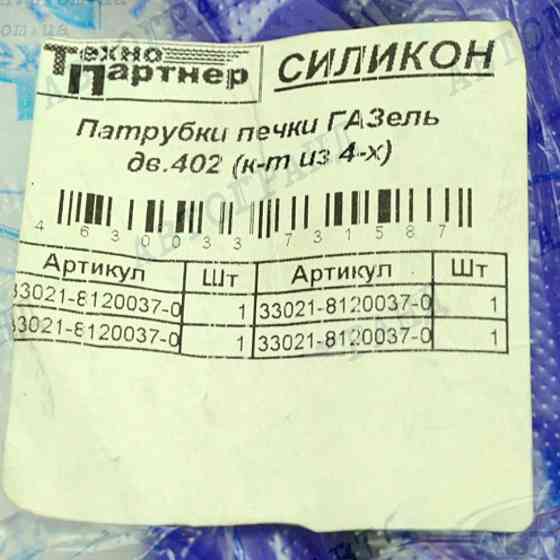 Техно
Партнер
СИЛИКОН
Патрубки печки ГАЗель
дв.402 (к-т из 4-х)
4 630033 731587
Артикул Шт Артикул Шт
33021-8120037-0 1 33021-8120037-0 1
33021-8120037-0 1 33021-8120037-0 1